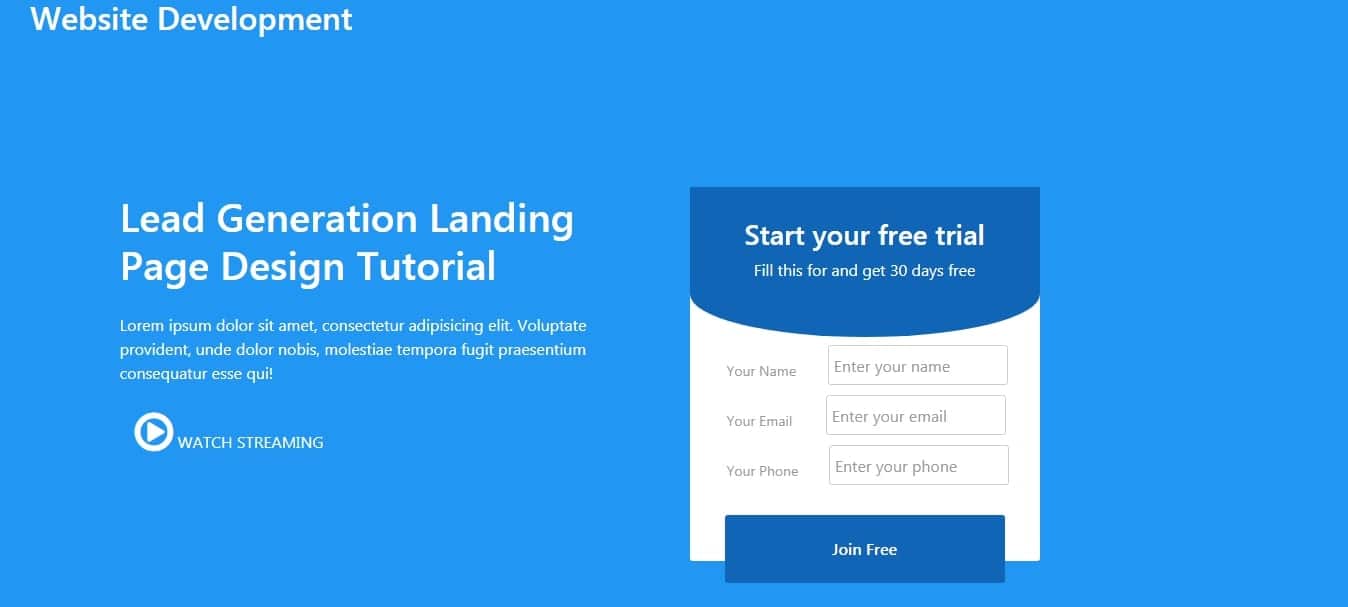 Website Development
Lead Generation Landing
Page Design Tutorial
Lorem ipsum dolor sit amet, consectetur adipisicing elit. Voluptate
provident, unde dolor nobis, molestiae tempora fugit praesentium
consequatur esse qui!
WATCH STREAMING
Start your free trial
Fill this for and get 30 days free
Your Name Enter your name
Your Email Enter your email
Your Phone Enter your phone
Join Free